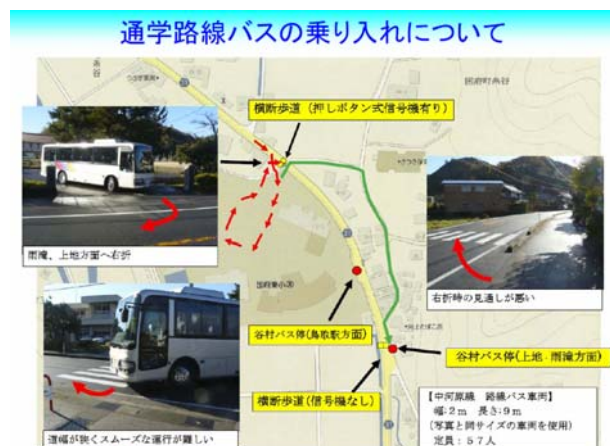 通学路線バスの乗り入れについて
横断歩道（押しボタン式信号機有り）
雨滝、上地方面へ右折
右折時の見通しが悪い
国府東小
谷村バス停(鳥取駅方面)
谷村バス停(上地・雨滝方面)
横断歩道(信号機なし)
道幅が狭くスムーズな運行が難しい
【中河原線　路線バス車両】
幅:2m　長さ:9m
(写真と同サイズの車両を使用)
定員：57人